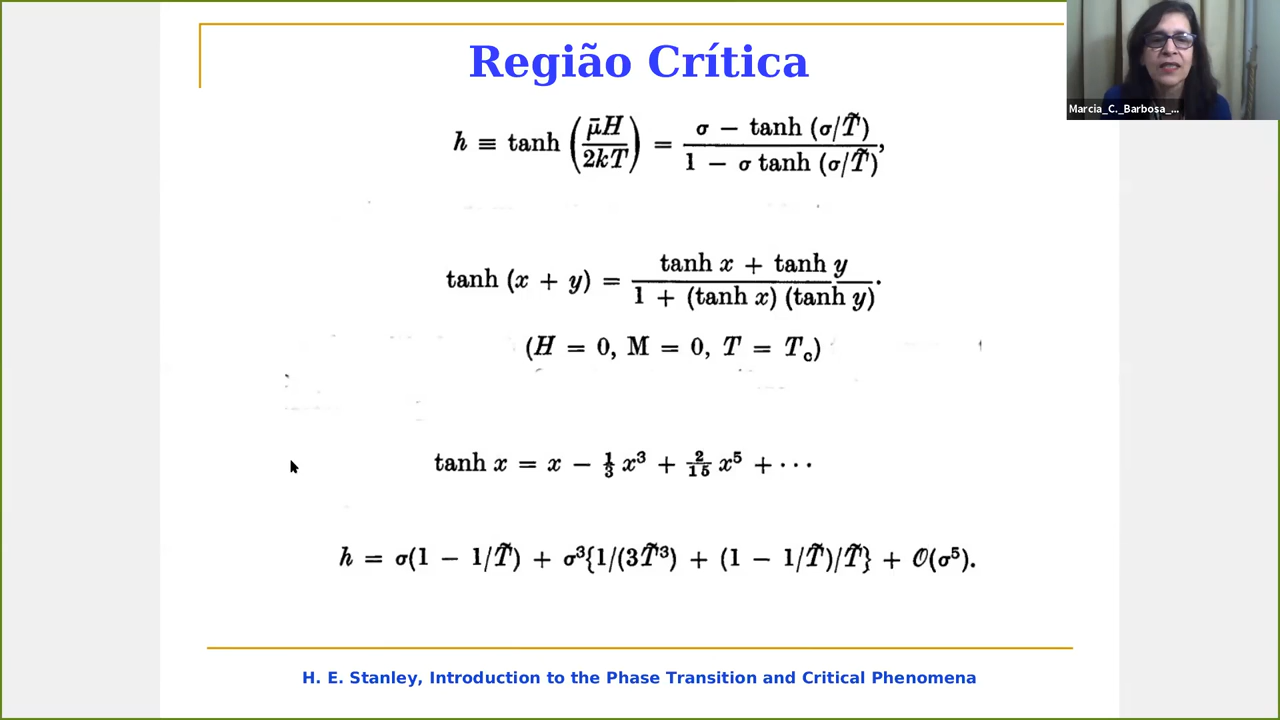 Região Crítica
h ≡ tanh (μ̄H/2kT) = (σ − tanh (σ/T̃))/(1 − σ tanh (σ/T̃)),
tanh (x + y) = (tanh x + tanh y)/(1 + (tanh x) (tanh y)).
(H = 0, M = 0, T = Tc)
tanh x = x − 1/3 x³ + 2/15 x⁵ + · · ·
h = σ(1 − 1/T̃) + σ³{1/(3T̃³) + (1 − 1/T̃)/T̃} + 𝒪(σ⁵).
H. E. Stanley, Introduction to the Phase Transition and Critical Phenomena
Marcia_C._Barbosa_...